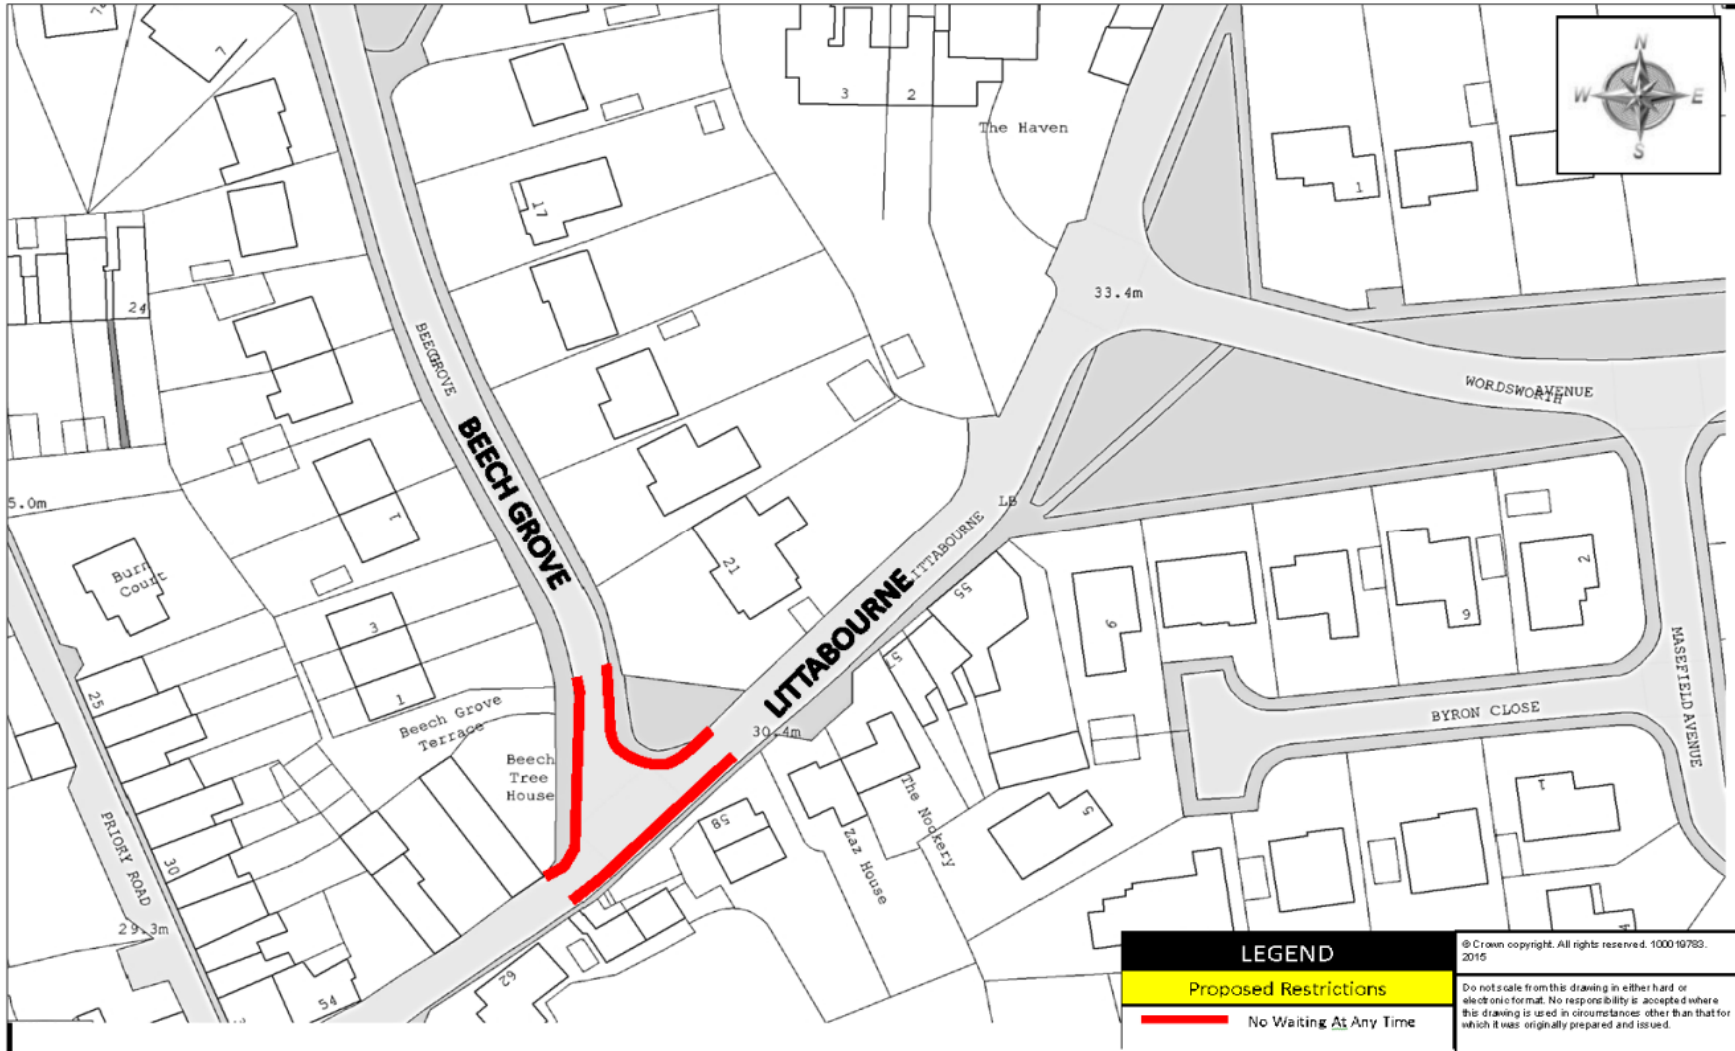 7
3
2
The Haven
N
W
E
S
1
17
24
33.4m
BEECH GROVE
WORDSWORTH AVENUE
BEECH GROVE
5.0m
1
LB
LITTABOURNE
Burn
Court
21
55
LITTABOURNE
9
6
2
MASEFIELD AVENUE
3
1
25
Beech Grove
Terrace
30.4m
BYRON CLOSE
Beech
Tree
House
The Nookery
5
1
58
Zaz House
PRIORY ROAD
30
29.3m
62
54
4
LEGEND
Proposed Restrictions
No Waiting At Any Time
© Crown copyright. All rights reserved. 100019783.
2015
Do not scale from this drawing in either hard or
electronic format. No responsibility is accepted where
this drawing is used in circumstances other than that for
which it was originally prepared and issued.